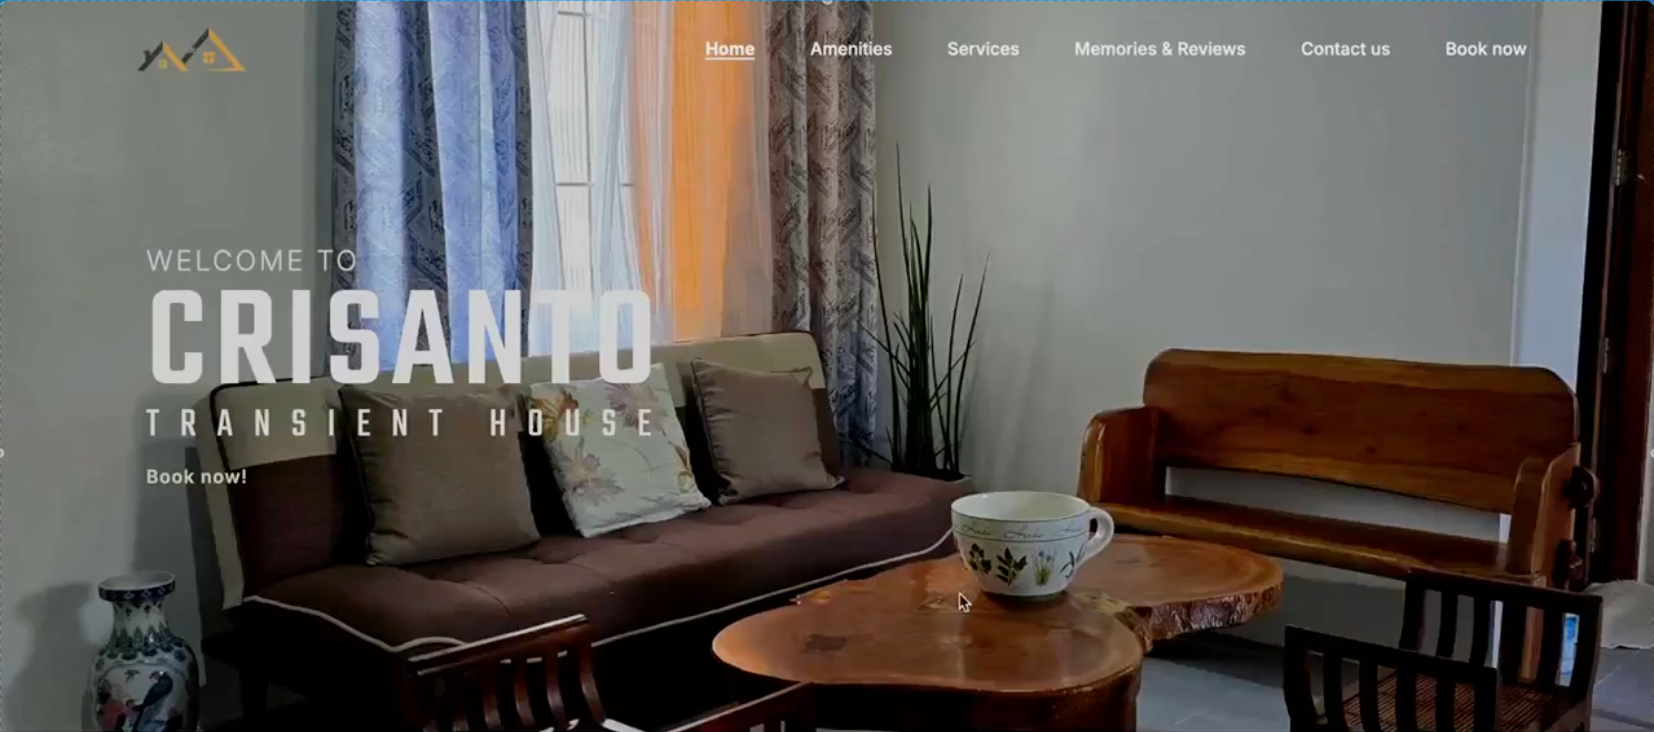 Home Amenities Services Memories & Reviews Contact us Book now
WELCOME TO
CRISANTO
TRANSIENT HOUSE
Book now!